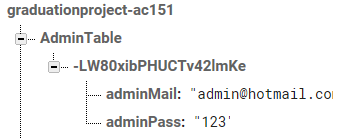 graduationproject-ac151
AdminTable
-LW80xibPHUCTv42lmKe
adminMail: "admin@hotmail.co
adminPass: "123"